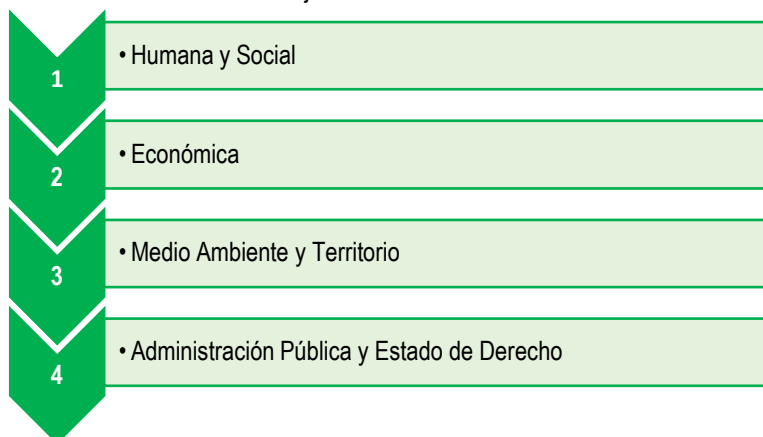 1
• Humana y Social
2
• Económica
3
• Medio Ambiente y Territorio
4
• Administración Pública y Estado de Derecho